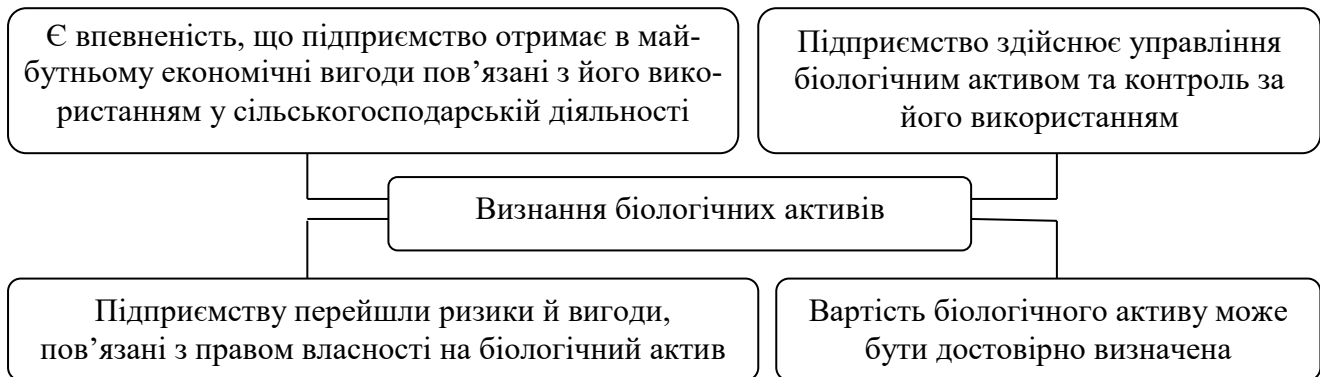 Є впевненість, що підприємство отримає в май-
бутньому економічні вигоди пов’язані з його вико-
ристанням у сільськогосподарській діяльності
Підприємство здійснює управління
біологічним активом та контроль за
його використанням
Визнання біологічних активів
Підприємству перейшли ризики й вигоди,
пов’язані з правом власності на біологічний актив
Вартість біологічного активу може
бути достовірно визначена